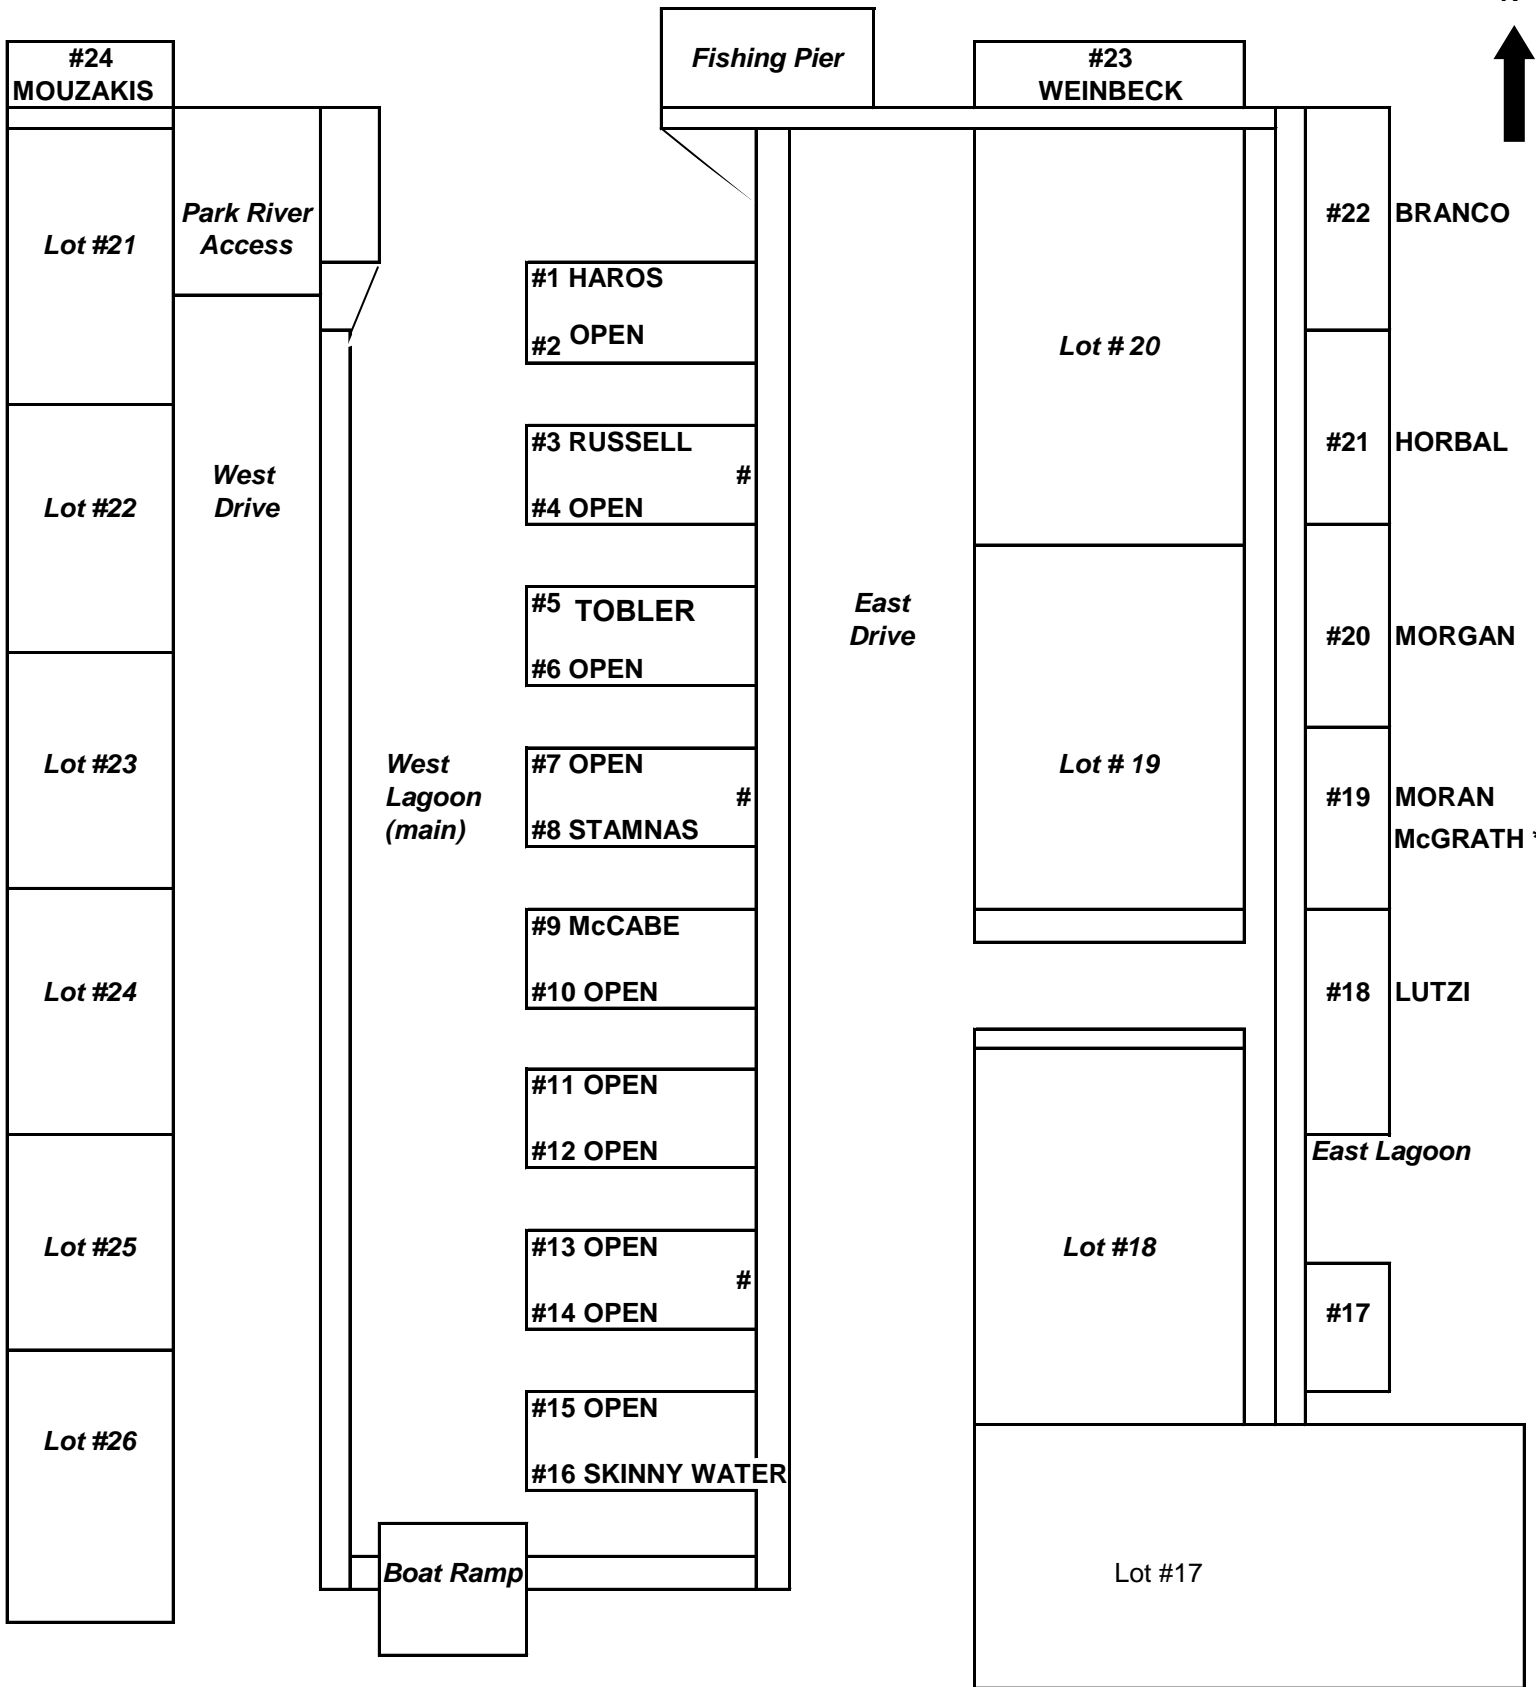 #24
MOUZAKIS
Fishing Pier
#23
WEINBECK
Park River
Access
Lot #21
#1 HAROS
#2 OPEN
Lot # 20
#22 BRANCO
#3 RUSSELL
#
#4 OPEN
#21 HORBAL
West
Drive
Lot #22
#5 TOBLER
#6 OPEN
East
Drive
#20 MORGAN
Lot #23
West
Lagoon
(main)
#7 OPEN
#
#8 STAMNAS
Lot # 19
#19 MORAN
McGRATH *
#9 McCABE
#10 OPEN
Lot #24
#18 LUTZI
#11 OPEN
#12 OPEN
East Lagoon
Lot #25
#13 OPEN
#
#14 OPEN
Lot #18
#17
#15 OPEN
#16 SKINNY WATER
Lot #26
Boat Ramp
Lot #17